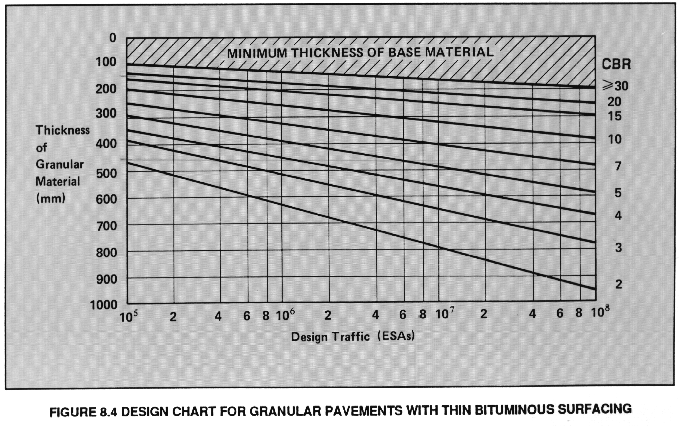 0
MINIMUM THICKNESS OF BASE MATERIAL
CBR
100
≥30
200
20
15
300
10
Thickness
of
Granular
Material
(mm)
400
7
500
5
600
4
700
3
800
900
2
1000
10⁵ 2 4 6 8 10⁶ 2 4 6 8 10⁷ 2 4 6 8 10⁸
Design Traffic (ESAs)
FIGURE 8.4 DESIGN CHART FOR GRANULAR PAVEMENTS WITH THIN BITUMINOUS SURFACING